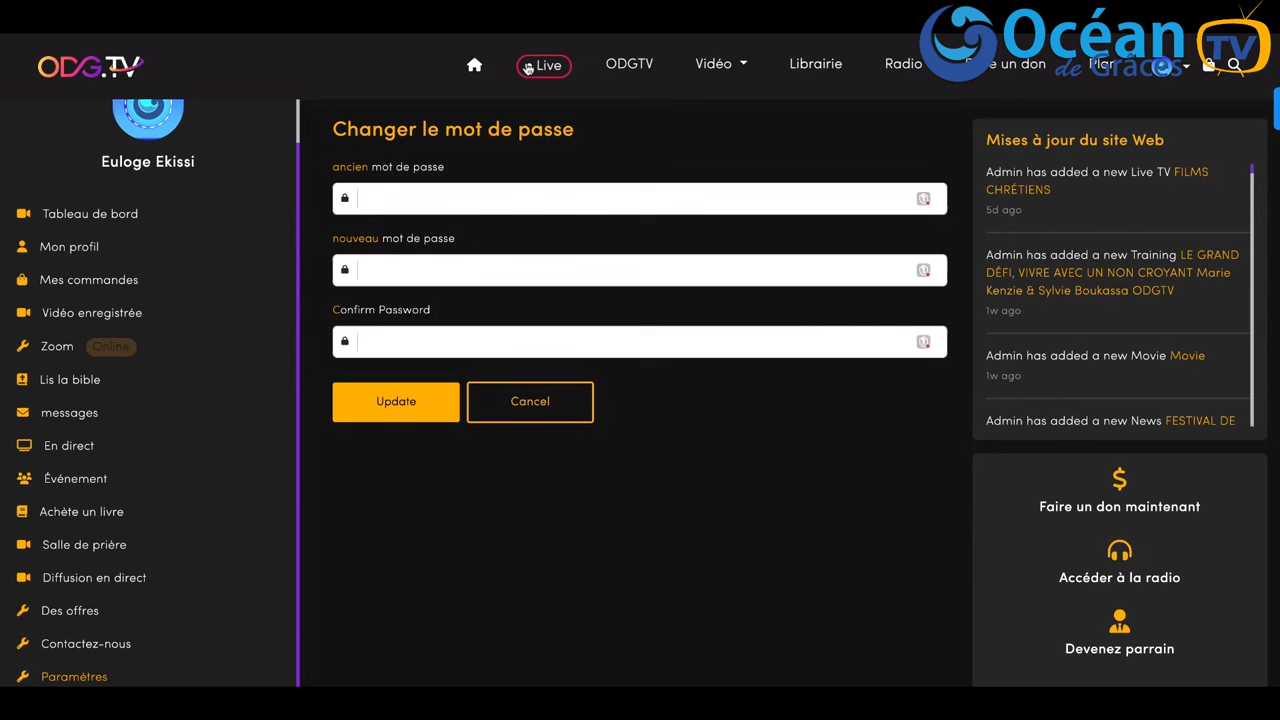 ODG.TV
Live
ODGTV
Vidéo
Librairie
Radio
un don
Océan
de Grâces
TV
Euloge Ekissi
Tableau de bord
Mon profil
Mes commandes
Vidéo enregistrée
Zoom Online
Lis la bible
messages
En direct
Événement
Achète un livre
Salle de prière
Diffusion en direct
Des offres
Contactez-nous
Paramètres
Changer le mot de passe
ancien mot de passe
nouveau mot de passe
Confirm Password
Update
Cancel
Mises à jour du site Web
Admin has added a new Live TV FILMS
CHRÉTIENS
5d ago
Admin has added a new Training LE GRAND
DÉFI, VIVRE AVEC UN NON CROYANT Marie
Kenzie & Sylvie Boukassa ODGTV
1w ago
Admin has added a new Movie Movie
1w ago
Admin has added a new News FESTIVAL DE
Faire un don maintenant
Accéder à la radio
Devenez parrain